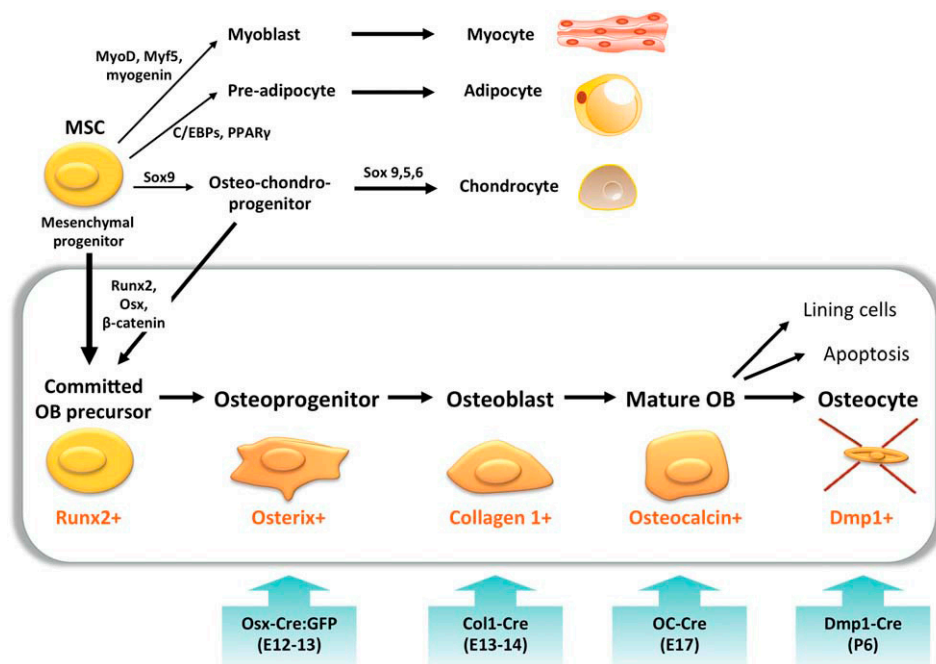 Myoblast
Myocyte
MyoD, Myf5,
myogenin
Pre-adipocyte
Adipocyte
MSC
C/EBPs, PPARγ
Sox9
Osteo-chondro-
progenitor
Sox 9,5,6
Chondrocyte
Mesenchymal
progenitor
Runx2,
Osx,
β-catenin
Lining cells
Apoptosis
Committed
OB precursor
Osteoprogenitor
Osteoblast
Mature OB
Osteocyte
Runx2+
Osterix+
Collagen 1+
Osteocalcin+
Dmp1+
Osx-Cre:GFP
(E12-13)
Col1-Cre
(E13-14)
OC-Cre
(E17)
Dmp1-Cre
(P6)